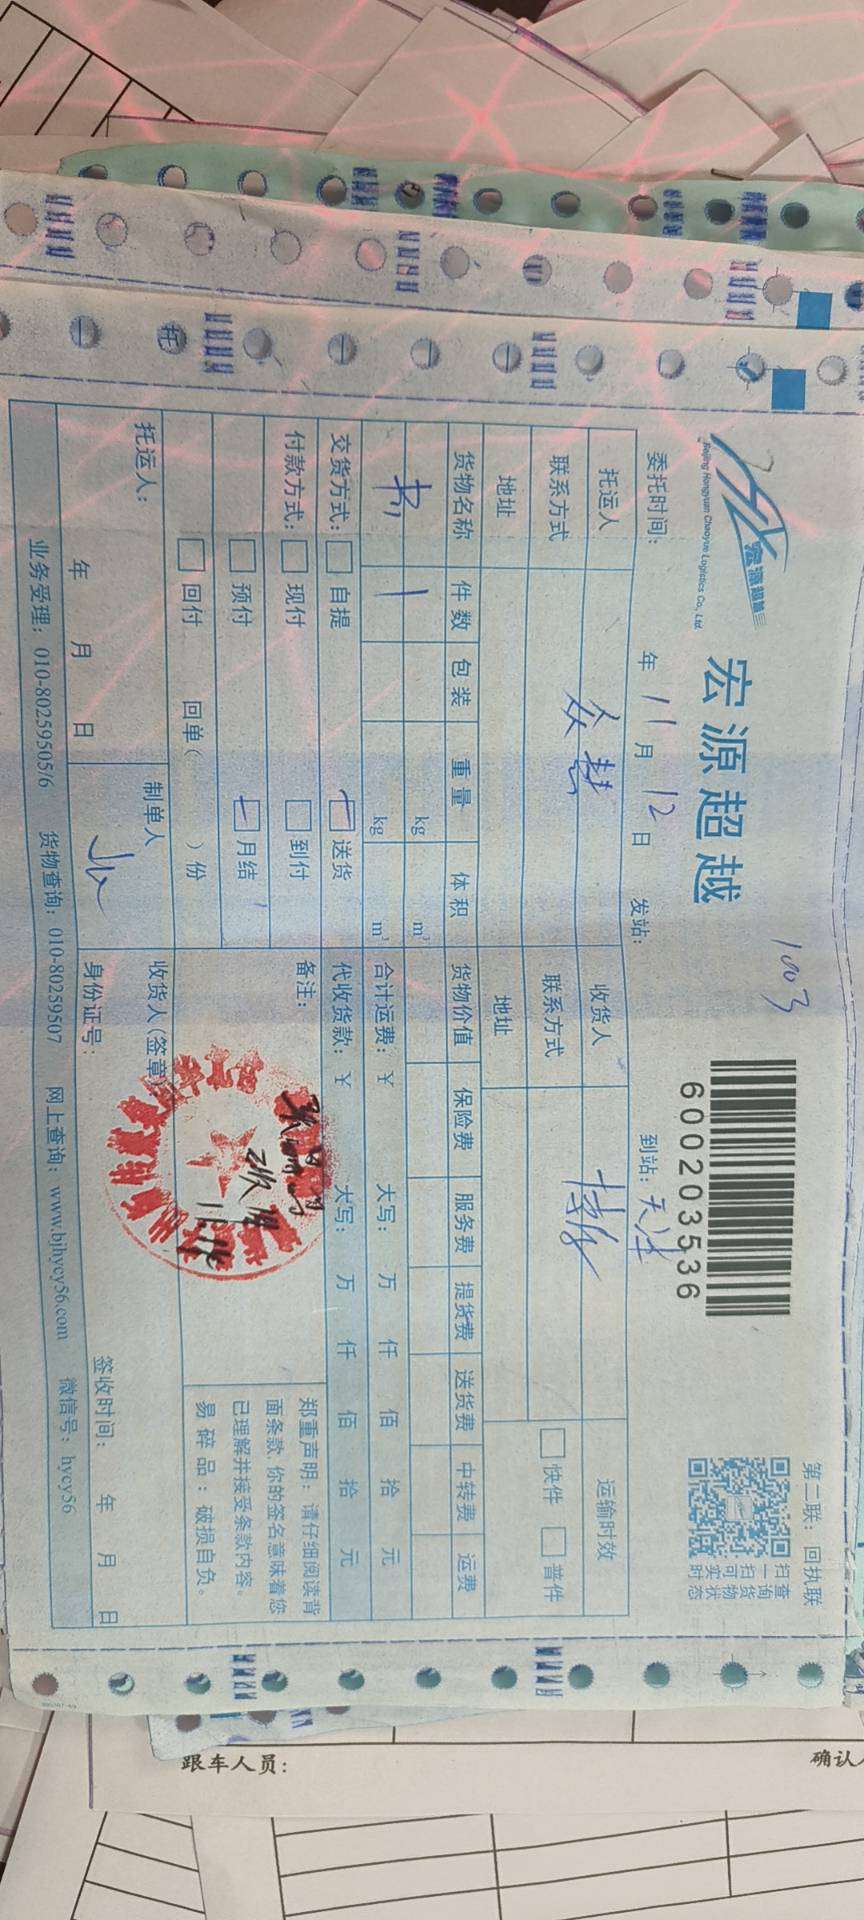 第二联：回执联
宏源超越
Beijing Hongyuan Chaoyue Logistics Co., Ltd.
宏源超越
1003
600203536
扫一扫可实时
查询货物状态
委托时间： 年 11 月 12 日 发站： 到站：天津
托运人 众慧 收货人 运输时效
联系方式 联系方式 快件 普件
地址 地址
货物名称 件数 包装 重量 体积 货物价值 保险费 服务费 提货费 送货费 中转费 运费
kg m³
书 1 kg m³ 合计运费：￥ 大写： 万 仟 佰 拾 元
交货方式： 自提 送货 代收货款：￥ 大写： 万 仟 佰 拾 元
付款方式： 现付 到付 备注：
预付 月结
回付 回单（ ）份
郑重声明：请仔细阅读背
面条款 你的签名意味着您
已理解并接受条款内容。
易碎品：破损自负。
托运人： 制单人 收货人（签章）
年 月 日 身份证号： 签收时间： 年 月 日
业务受理：010-80259505/6 货物查询：010-80259507 网上查询：www.bjhycy56.com 微信号：hycy56
跟车人员：
确认人